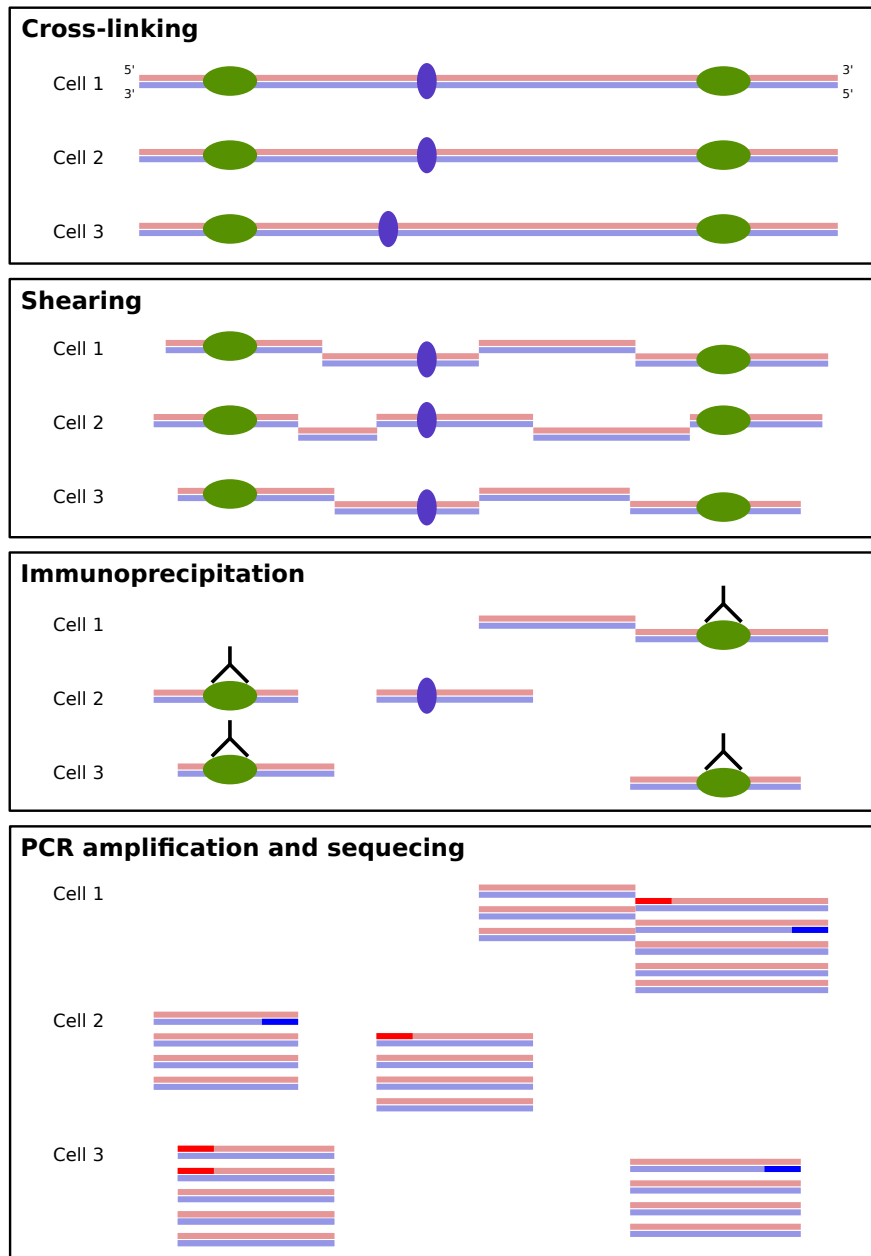 Cross-linking
5' 3'
Cell 1
3' 5'
Cell 2
Cell 3
Shearing
Cell 1
Cell 2
Cell 3
Immunoprecipitation
Cell 1
Cell 2
Cell 3
PCR amplification and sequecing
Cell 1
Cell 2
Cell 3